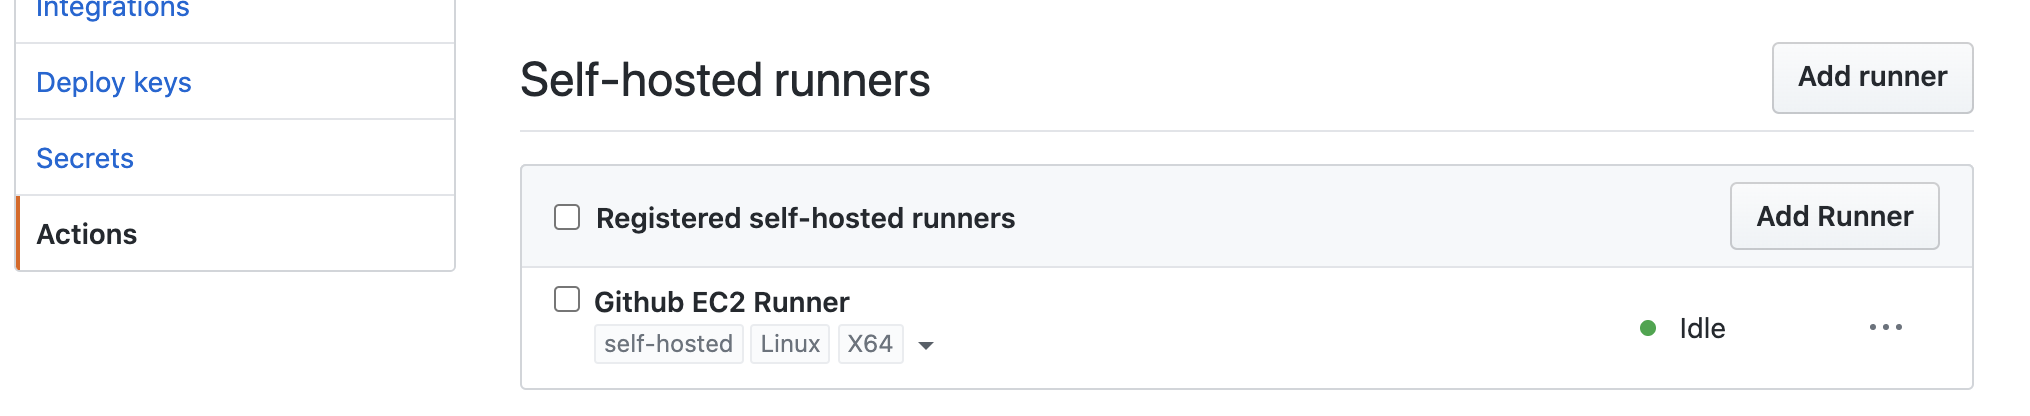 Integrations
Deploy keys
Secrets
Actions
Self-hosted runners
Add runner
Registered self-hosted runners
Add Runner
Github EC2 Runner
self-hosted Linux X64
Idle